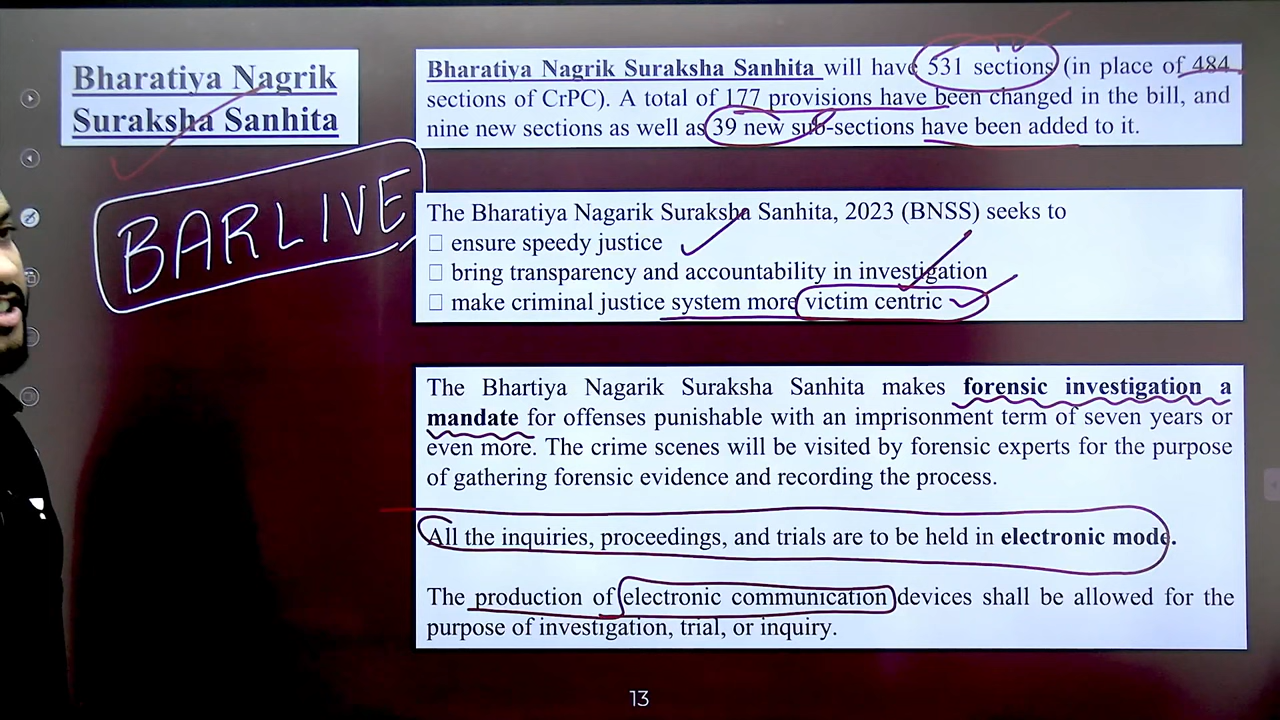 Bharatiya Nagrik
Suraksha Sanhita
BARLIVE
Bharatiya Nagrik Suraksha Sanhita will have 531 sections (in place of 484
sections of CrPC). A total of 177 provisions have been changed in the bill, and
nine new sections as well as 39 new sub-sections have been added to it.
The Bharatiya Nagarik Suraksha Sanhita, 2023 (BNSS) seeks to
□ ensure speedy justice
□ bring transparency and accountability in investigation
□ make criminal justice system more victim centric
The Bhartiya Nagarik Suraksha Sanhita makes forensic investigation a
mandate for offenses punishable with an imprisonment term of seven years or
even more. The crime scenes will be visited by forensic experts for the purpose
of gathering forensic evidence and recording the process.
All the inquiries, proceedings, and trials are to be held in electronic mode.
The production of electronic communication devices shall be allowed for the
purpose of investigation, trial, or inquiry.
13